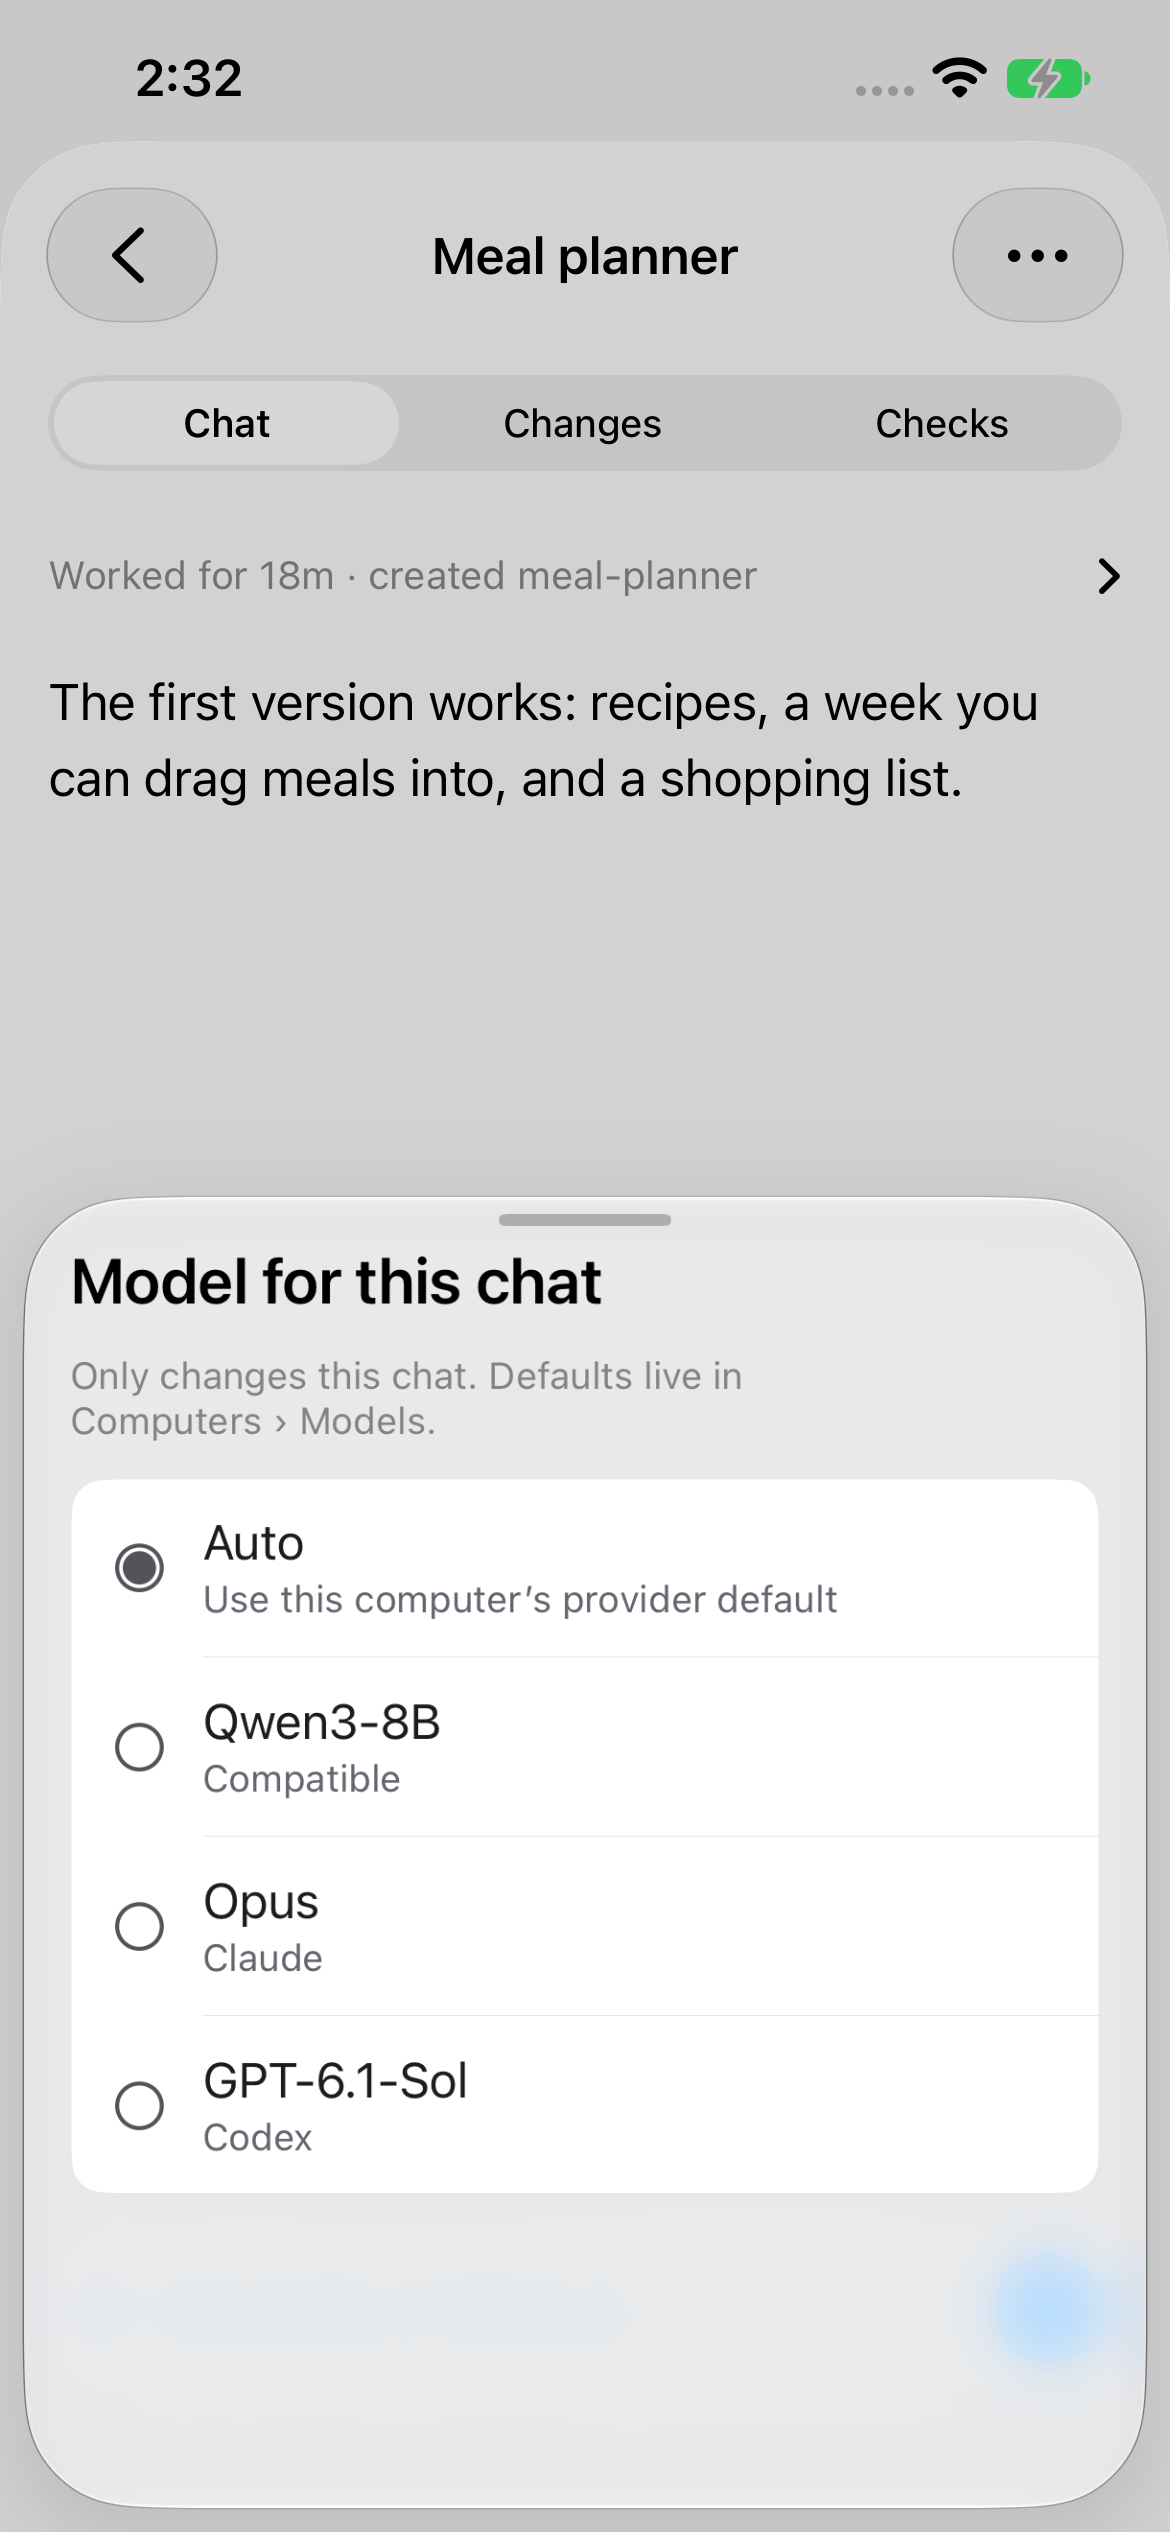 2:32
Meal planner
Chat
Changes
Checks
Worked for 18m · created meal-planner
The first version works: recipes, a week you
can drag meals into, and a shopping list.
Model for this chat
Only changes this chat. Defaults live in
Computers › Models.
Auto
Use this computer’s provider default
Qwen3-8B
Compatible
Opus
Claude
GPT-6.1-Sol
Codex